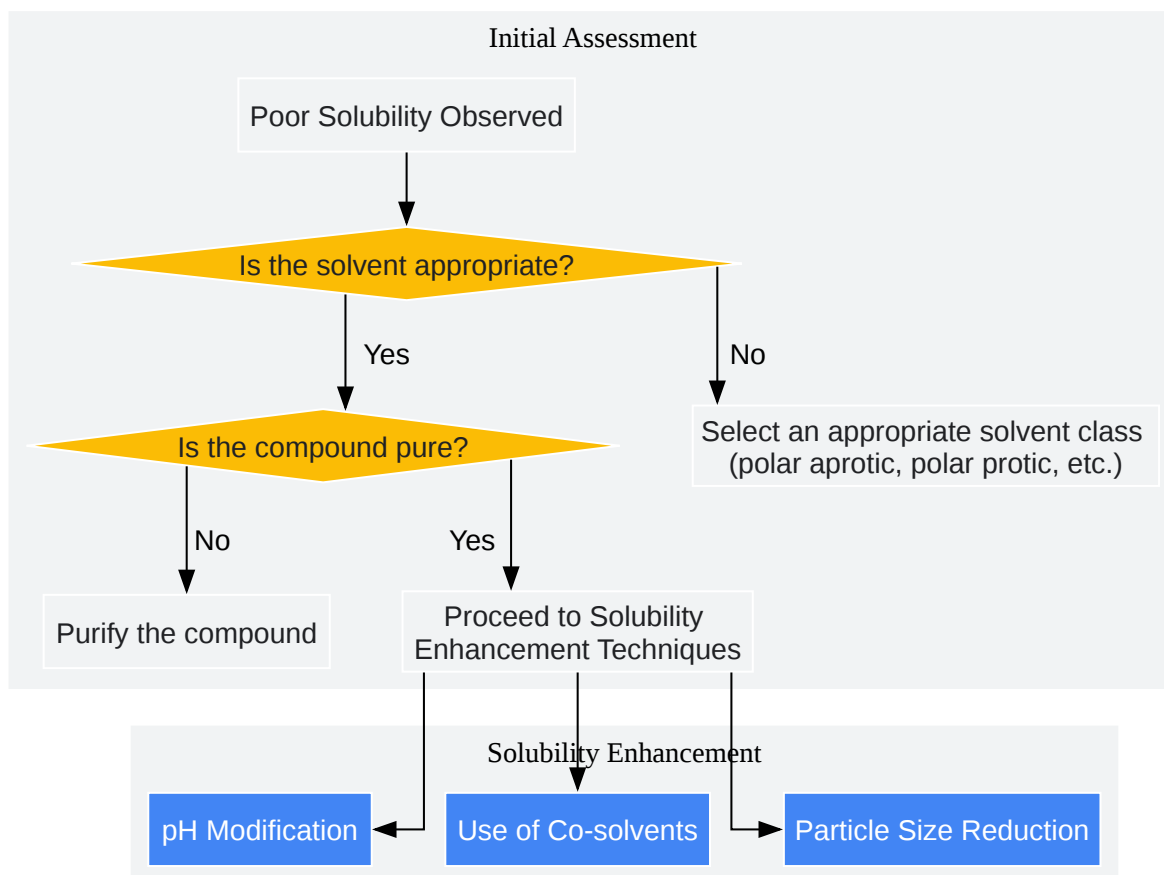 Initial Assessment
Poor Solubility Observed
Is the solvent appropriate?
Yes
No
Is the compound pure?
Select an appropriate solvent class
(polar aprotic, polar protic, etc.)
No
Yes
Purify the compound
Proceed to Solubility
Enhancement Techniques
Solubility Enhancement
pH Modification
Use of Co-solvents
Particle Size Reduction